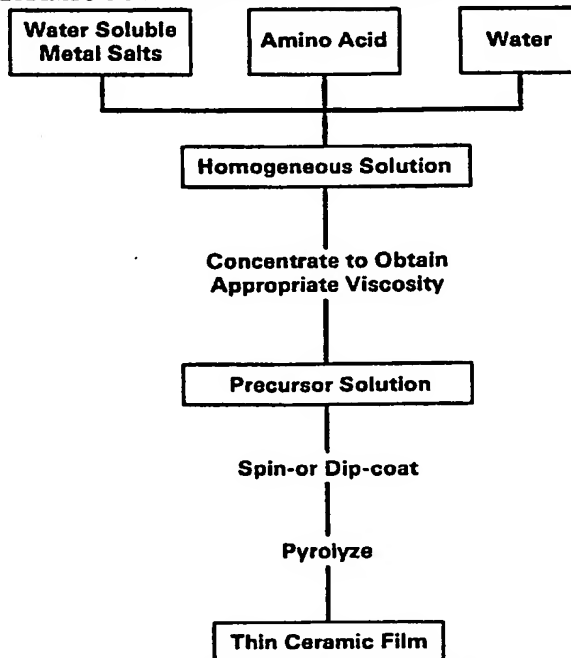 Water Soluble
Metal Salts
Amino Acid
Water
Homogeneous Solution
Concentrate to Obtain
Appropriate Viscosity
Precursor Solution
Spin-or Dip-coat
Pyrolyze
Thin Ceramic Film